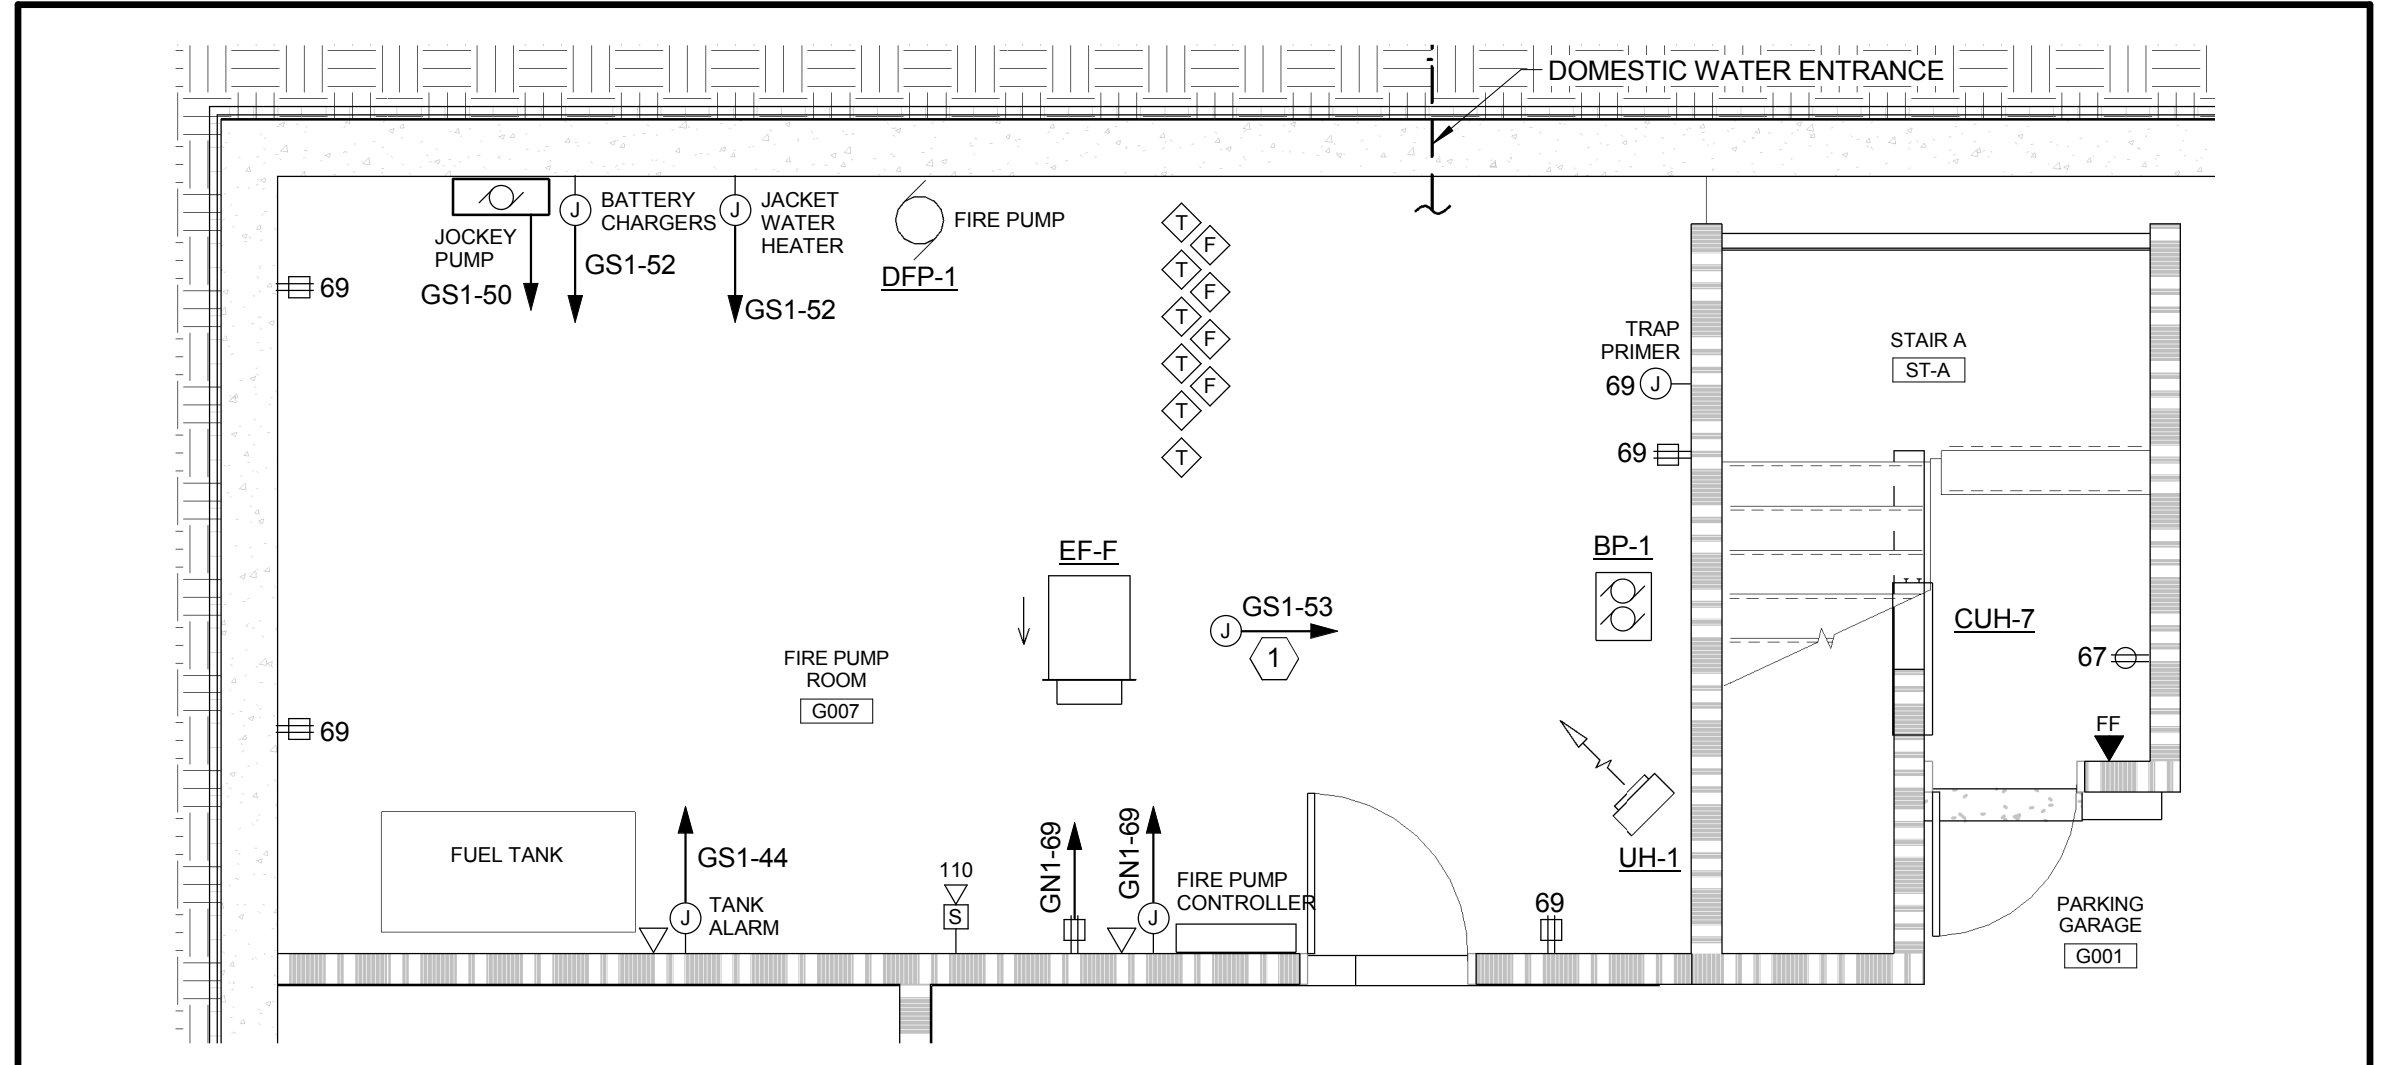 DOMESTIC WATER ENTRANCE
J
BATTERY
CHARGERS
J
JACKET
WATER
HEATER
FIRE PUMP
DFP-1
JOCKEY
PUMP
GS1-50
GS1-52
GS1-52
69
T
F
T
F
T
F
T
F
T
T
TRAP
PRIMER
69
J
69
STAIR A
ST-A
EF-F
BP-1
GS1-53
J
1
CUH-7
67
FF
FIRE PUMP
ROOM
G007
69
FUEL TANK
GS1-44
J
TANK
ALARM
110
S
GN1-69
GN1-69
J
FIRE PUMP
CONTROLLER
UH-1
69
PARKING
GARAGE
G001